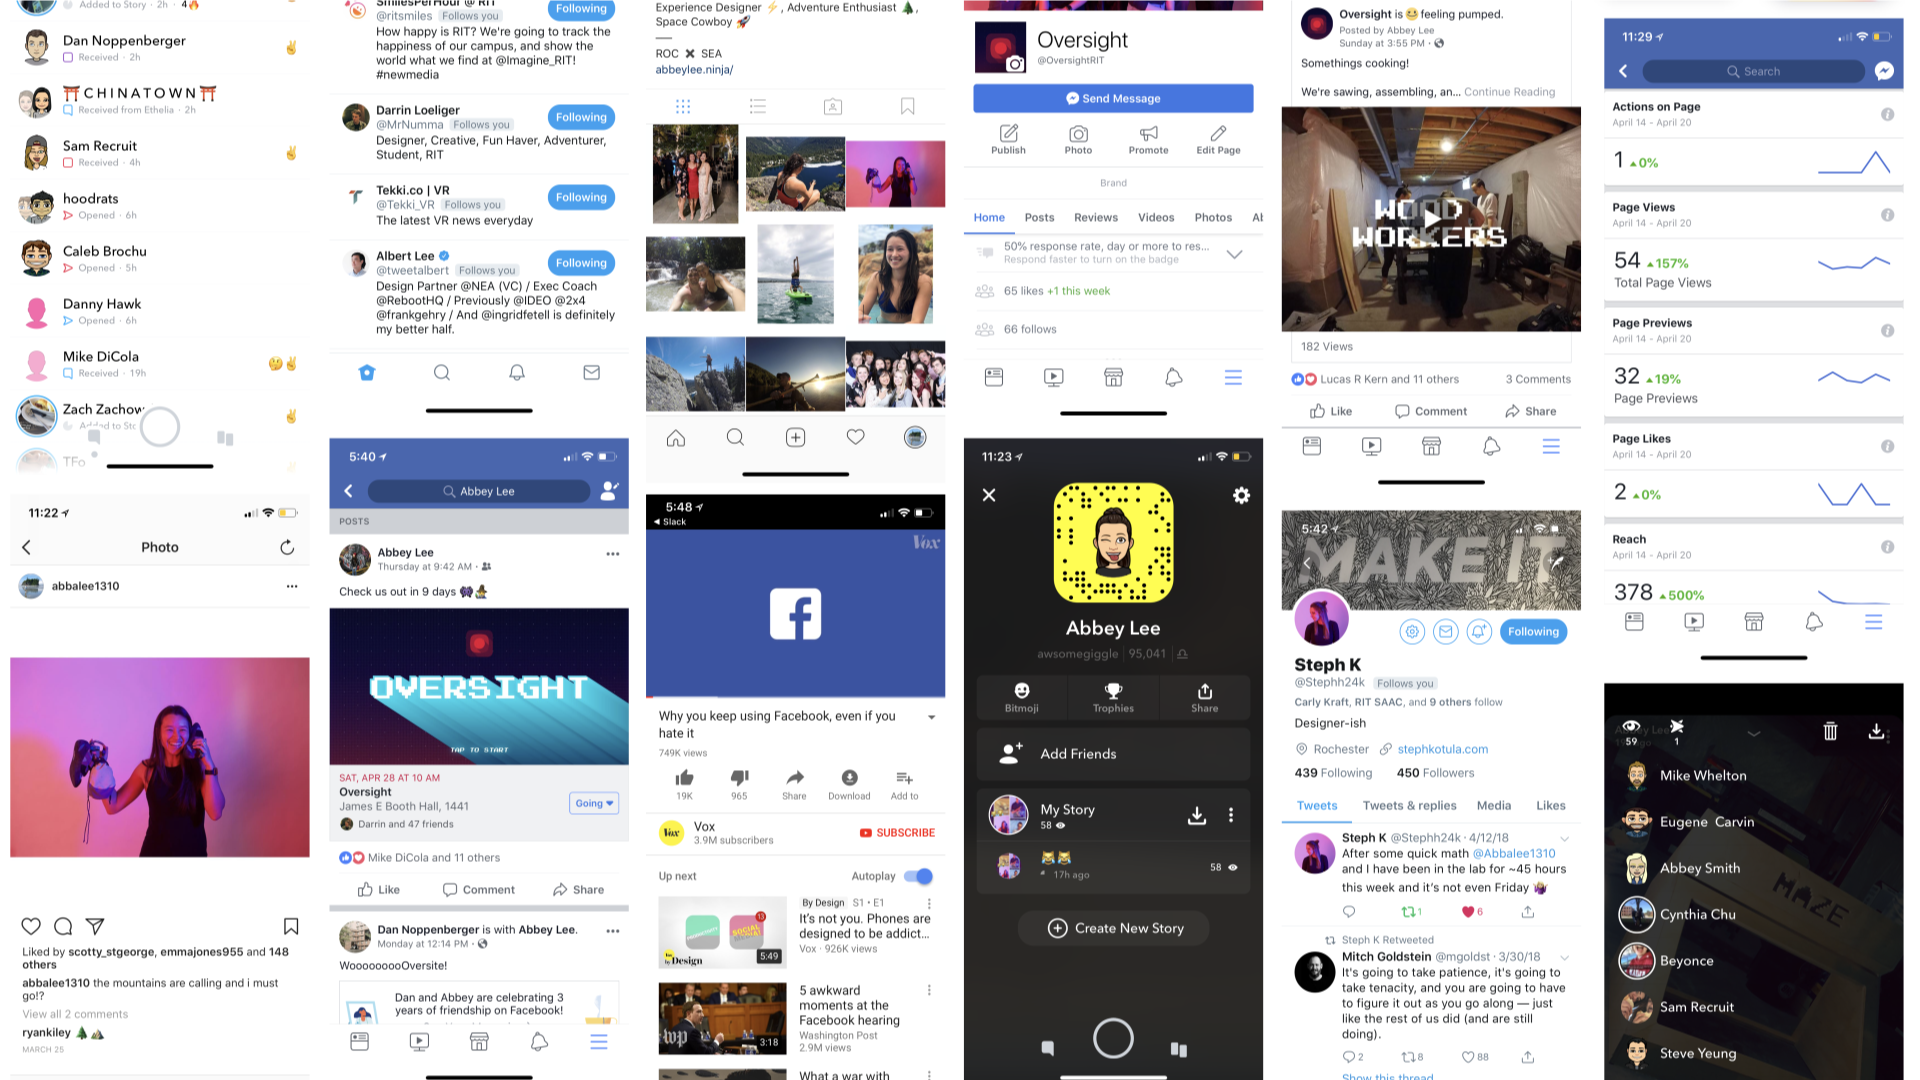 Added to Story · 2h · 4🔥
Dan Noppenberger
Received · 2h
⛩️ C H I N A T O W N ⛩️
Received from Ethelia · 2h
Sam Recruit
Received · 4h
hoodrats
Opened · 6h
Caleb Brochu
Opened · 5h
Danny Hawk
Opened · 6h
Mike DiCola
Received · 19h
Zach Zachow
Added to Stc
TFo
11:22
Photo
abbalee1310
Liked by scotty_stgeorge, emmajones955 and 148
others
abbalee1310 the mountains are calling and i must
go!?
View all 2 comments
ryankiley 🌲🏔️
MARCH 25
SmilesPerHour @ RIT
@ritsmiles Follows you
Following
How happy is RIT? We're going to track the
happiness of our campus, and show the
world what we find at @Imagine_RIT!
#newmedia
Darrin Loeliger
@MrNumma Follows you
Following
Designer, Creative, Fun Haver, Adventurer,
Student, RIT
Tekki.co | VR
@Tekki_VR Follows you
Following
The latest VR news everyday
Albert Lee
@tweetalbert Follows you
Following
Design Partner @NEA (VC) / Exec Coach
@RebootHQ / Previously @IDEO @2x4
@frankgehry / And @ingridfetell is definitely
my better half.
5:40
Abbey Lee
POSTS
Abbey Lee
Thursday at 9:42 AM ·
Check us out in 9 days
OVERSIGHT
TAP TO START
SAT, APR 28 AT 10 AM
Oversight
James E Booth Hall, 1441
Going
Darrin and 47 friends
Mike DiCola and 11 others
Like
Comment
Share
Dan Noppenberger is with Abbey Lee.
Monday at 12:14 PM ·
WooooooooOversite!
Dan and Abbey are celebrating 3
years of friendship on Facebook!
Experience Designer ⚡, Adventure Enthusiast 🌲,
Space Cowboy 🚀
—
ROC ✖ SEA
abbeylee.ninja/
5:48
Slack
Vox
Why you keep using Facebook, even if you
hate it
749K views
19K
965
Share
Download
Add to
Vox
3.9M subscribers
SUBSCRIBE
Up next
Autoplay
by Design
5:49
By Design S1 · E1
It's not you. Phones are
designed to be addict...
Vox · 926K views
wp
3:18
5 awkward
moments at the
Facebook hearing
Washington Post
2.9M views
What a war with
Oversight
@OversightRIT
Send Message
Publish
Photo
Promote
Edit Page
Brand
Home
Posts
Reviews
Videos
Photos
Al
50% response rate, day or more to res...
Respond faster to turn on the badge
65 likes +1 this week
66 follows
11:23
Abbey Lee
awsomegiggle | 95,041 | ♎
Bitmoji
Trophies
Share
Add Friends
My Story
58
17h ago
58
Create New Story
Oversight is 😀 feeling pumped.
Posted by Abbey Lee
Sunday at 3:55 PM ·
Somethings cooking!
We're sawing, assembling, an... Continue Reading
WOOD
WORKERS
182 Views
Lucas R Kern and 11 others
3 Comments
Like
Comment
Share
MAKE IT
5:42
Following
Steph K
@Stephh24k Follows you
Carly Kraft, RIT SAAC, and 9 others follow
Designer-ish
Rochester stephkotula.com
439 Following 450 Followers
Tweets
Tweets & replies
Media
Likes
Steph K @Stephh24k · 4/12/18
After some quick math @Abbalee1310
and I have been in the lab for ~45 hours
this week and it's not even Friday
1
6
Steph K Retweeted
Mitch Goldstein @mgoldst · 3/30/18
It's going to take patience, it's going to
take tenacity, and you are going to have
to figure it out as you go along — just
like the rest of us did (and are still
doing).
2
8
88
Show this thread
11:29
Search
Actions on Page
April 14 - April 20
1 ▲0%
Page Views
April 14 - April 20
54 ▲157%
Total Page Views
Page Previews
April 14 - April 20
32 ▲19%
Page Previews
Page Likes
April 14 - April 20
2 ▲0%
Reach
April 14 - April 20
378 ▲500%
59
1
Mike Whelton
Eugene Carvin
Abbey Smith
MAZE
Cynthia Chu
Beyonce
Sam Recruit
Steve Yeung